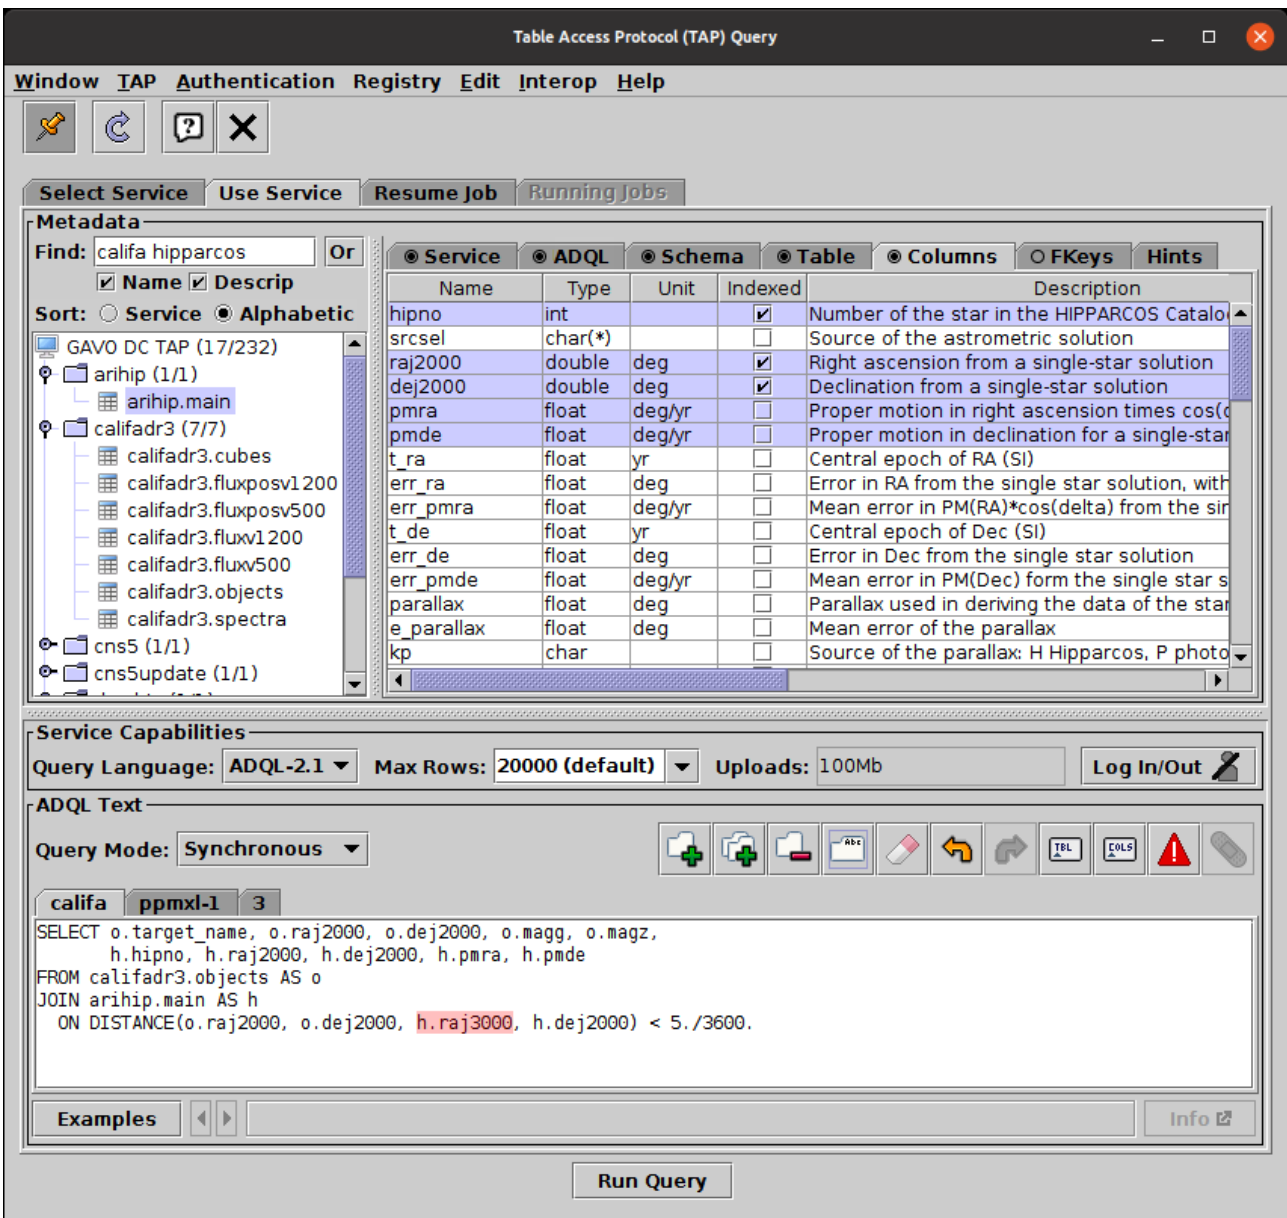 Table Access Protocol (TAP) Query
Window TAP Authentication Registry Edit Interop Help
Select Service Use Service Resume Job Running Jobs
Metadata
Find: califa hipparcos Or
Name Descrip
Sort: Service Alphabetic
GAVO DC TAP (17/232)
arihip (1/1)
arihip.main
califadr3 (7/7)
califadr3.cubes
califadr3.fluxposv1200
califadr3.fluxposv500
califadr3.fluxv1200
califadr3.fluxv500
califadr3.objects
califadr3.spectra
cns5 (1/1)
cns5update (1/1)
Service ADQL Schema Table Columns FKeys Hints
Name Type Unit Indexed Description
hipno int Number of the star in the HIPPARCOS Catalo
srcsel char(*) Source of the astrometric solution
raj2000 double deg Right ascension from a single-star solution
dej2000 double deg Declination from a single-star solution
pmra float deg/yr Proper motion in right ascension times cos(
pmde float deg/yr Proper motion in declination for a single-star
t_ra float yr Central epoch of RA (SI)
err_ra float deg Error in RA from the single star solution, with
err_pmra float deg/yr Mean error in PM(RA)*cos(delta) from the sin
t_de float yr Central epoch of Dec (SI)
err_de float deg Error in Dec from the single star solution
err_pmde float deg/yr Mean error in PM(Dec) form the single star s
parallax float deg Parallax used in deriving the data of the star
e_parallax float deg Mean error of the parallax
kp char Source of the parallax: H Hipparcos, P photo
Service Capabilities
Query Language: ADQL-2.1 Max Rows: 20000 (default) Uploads: 100Mb Log In/Out
ADQL Text
Query Mode: Synchronous Abc TBL COLS
califa ppmxl-1 3
SELECT o.target_name, o.raj2000, o.dej2000, o.magg, o.magz,
h.hipno, h.raj2000, h.dej2000, h.pmra, h.pmde
FROM califadr3.objects AS o
JOIN arihip.main AS h
ON DISTANCE(o.raj2000, o.dej2000, h.raj3000, h.dej2000) < 5./3600.
Examples Info
Run Query